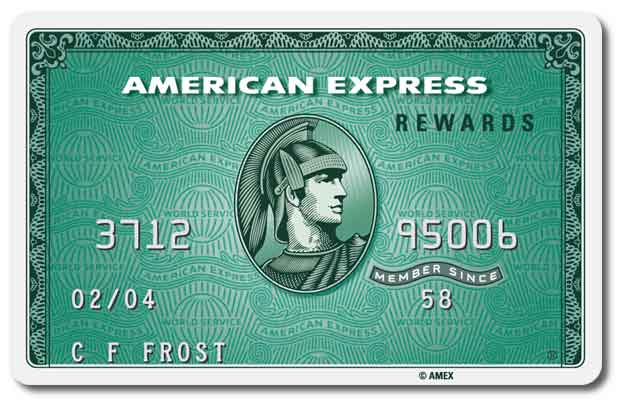 AMERICAN EXPRESS
REWARDS
3712 95006
MEMBER SINCE
02/04 58
C F FROST
© AMEX